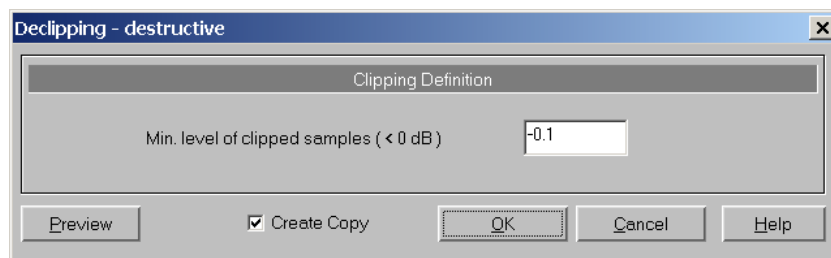 Declipping - destructive
Clipping Definition
Min. level of clipped samples ( < 0 dB )
-0.1
Preview
Create Copy
OK
Cancel
Help